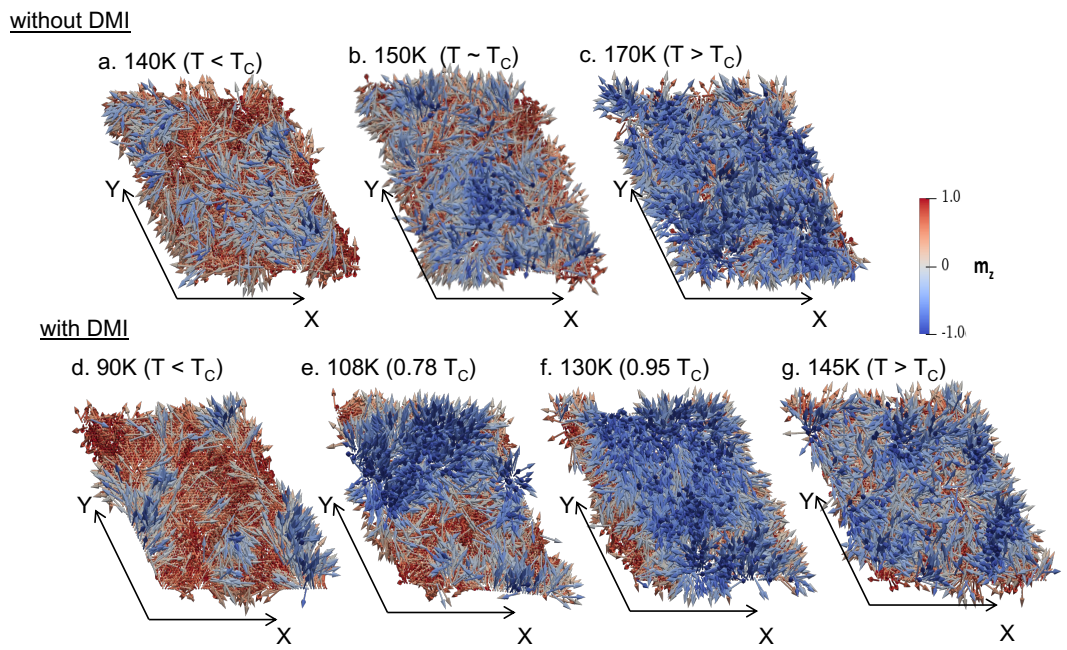 without DMI
a. 140K (T < T_C)
b. 150K (T ~ T_C)
c. 170K (T > T_C)
Y
X
Y
X
Y
X
1.0
0
m_z
-1.0
with DMI
d. 90K (T < T_C)
e. 108K (0.78 T_C)
f. 130K (0.95 T_C)
g. 145K (T > T_C)
Y
X
Y
X
Y
X
Y
X